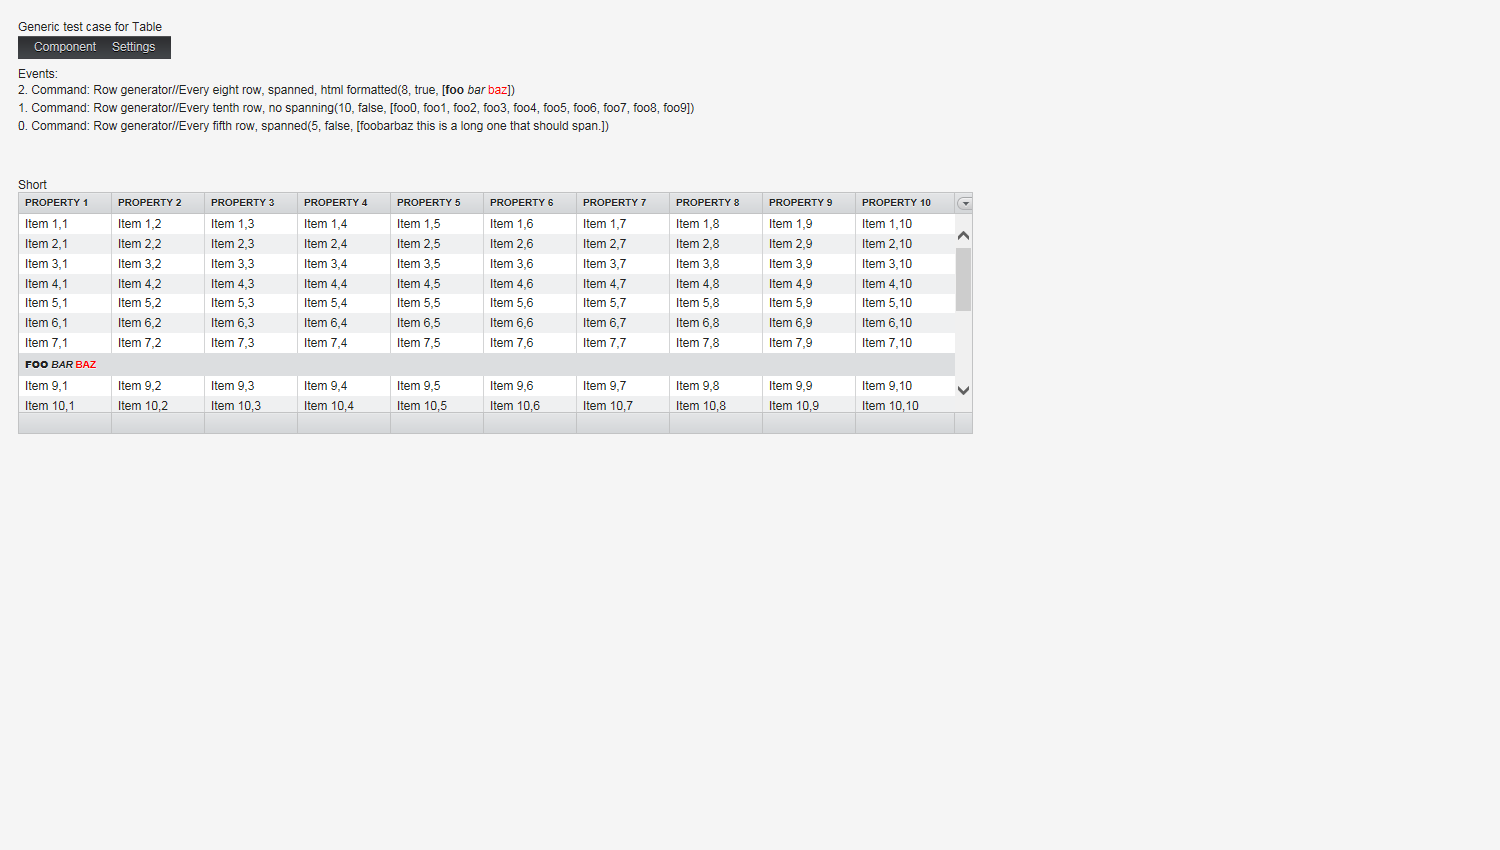 Generic test case for Table
Component Settings
Events:
2. Command: Row generator//Every eight row, spanned, html formatted(8, true, [foo bar baz])
1. Command: Row generator//Every tenth row, no spanning(10, false, [foo0, foo1, foo2, foo3, foo4, foo5, foo6, foo7, foo8, foo9])
0. Command: Row generator//Every fifth row, spanned(5, false, [foobarbaz this is a long one that should span.])
Short
PROPERTY 1 PROPERTY 2 PROPERTY 3 PROPERTY 4 PROPERTY 5 PROPERTY 6 PROPERTY 7 PROPERTY 8 PROPERTY 9 PROPERTY 10
Item 1,1 Item 1,2 Item 1,3 Item 1,4 Item 1,5 Item 1,6 Item 1,7 Item 1,8 Item 1,9 Item 1,10
Item 2,1 Item 2,2 Item 2,3 Item 2,4 Item 2,5 Item 2,6 Item 2,7 Item 2,8 Item 2,9 Item 2,10
Item 3,1 Item 3,2 Item 3,3 Item 3,4 Item 3,5 Item 3,6 Item 3,7 Item 3,8 Item 3,9 Item 3,10
Item 4,1 Item 4,2 Item 4,3 Item 4,4 Item 4,5 Item 4,6 Item 4,7 Item 4,8 Item 4,9 Item 4,10
Item 5,1 Item 5,2 Item 5,3 Item 5,4 Item 5,5 Item 5,6 Item 5,7 Item 5,8 Item 5,9 Item 5,10
Item 6,1 Item 6,2 Item 6,3 Item 6,4 Item 6,5 Item 6,6 Item 6,7 Item 6,8 Item 6,9 Item 6,10
Item 7,1 Item 7,2 Item 7,3 Item 7,4 Item 7,5 Item 7,6 Item 7,7 Item 7,8 Item 7,9 Item 7,10
FOO BAR BAZ
Item 9,1 Item 9,2 Item 9,3 Item 9,4 Item 9,5 Item 9,6 Item 9,7 Item 9,8 Item 9,9 Item 9,10
Item 10,1 Item 10,2 Item 10,3 Item 10,4 Item 10,5 Item 10,6 Item 10,7 Item 10,8 Item 10,9 Item 10,10